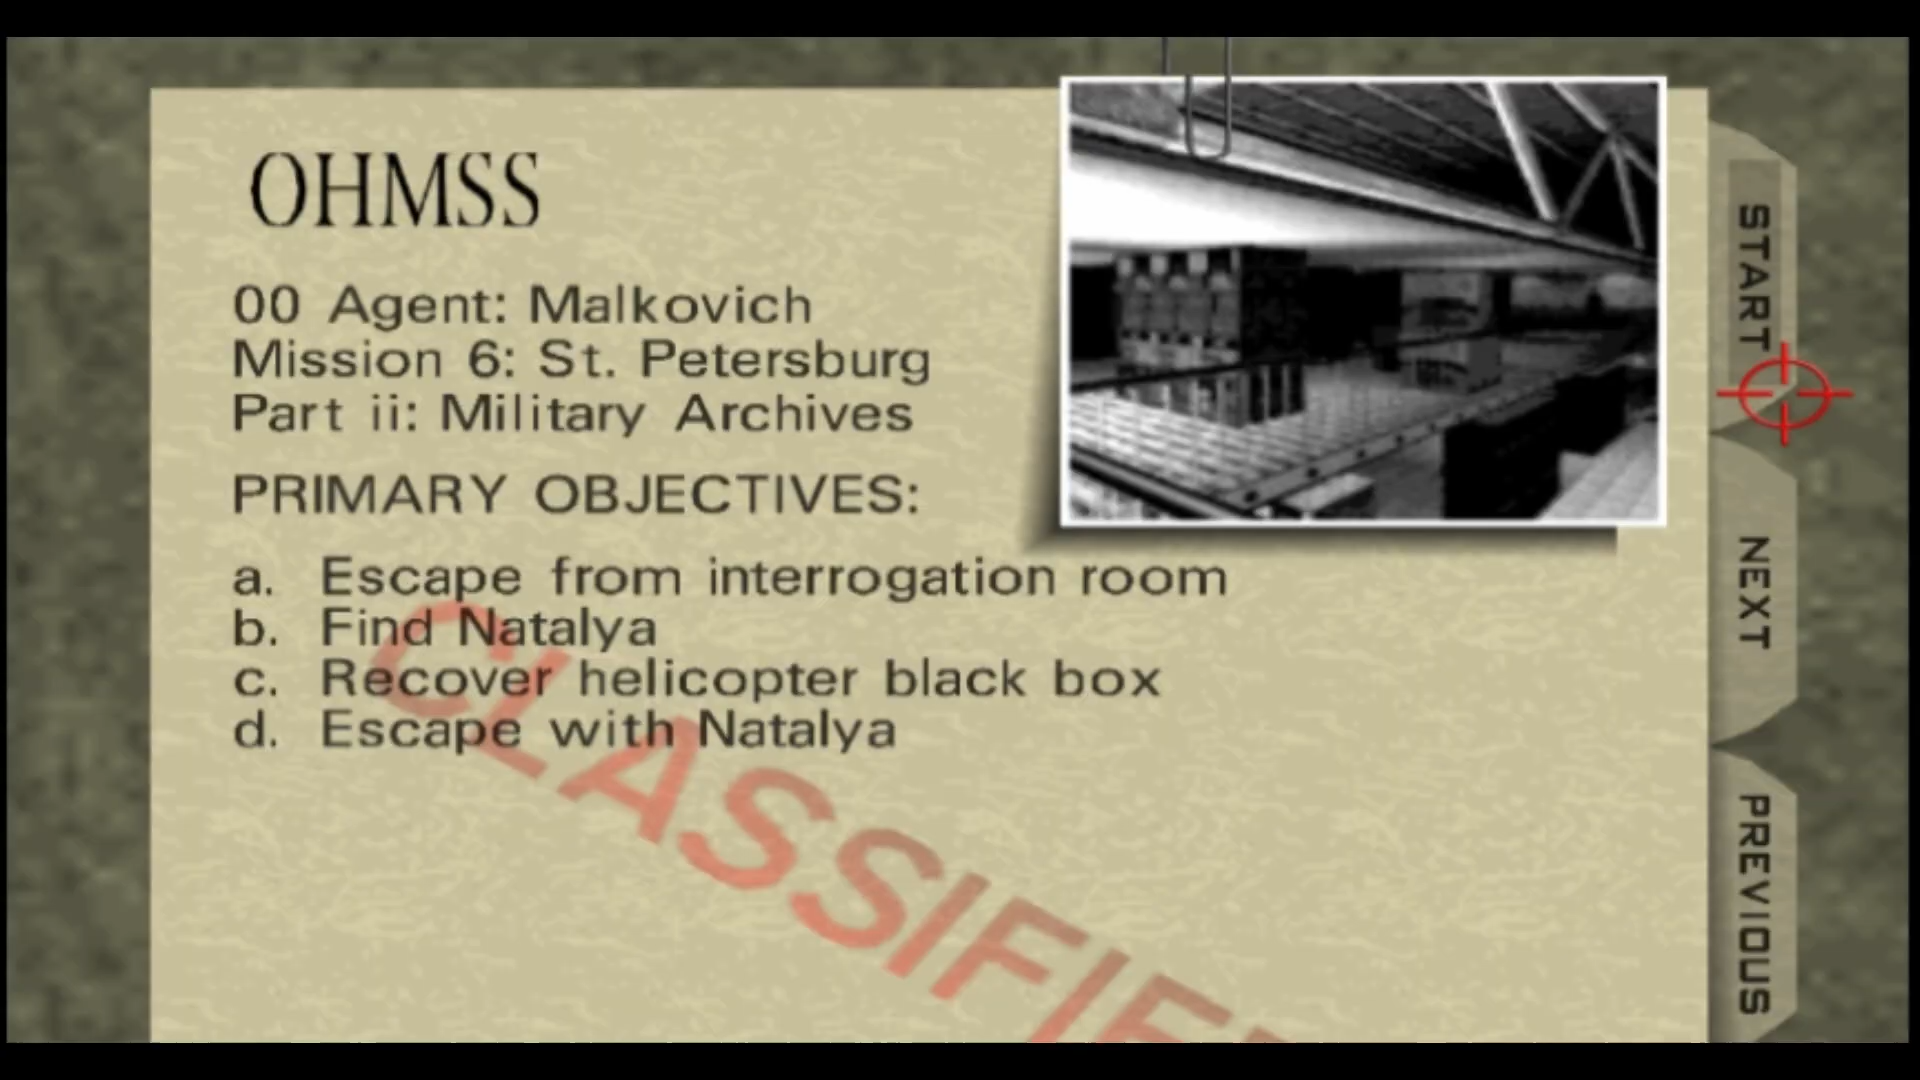 OHMSS
00 Agent: Malkovich
Mission 6: St. Petersburg
Part ii: Military Archives
PRIMARY OBJECTIVES:
a. Escape from interrogation room
b. Find Natalya
c. Recover helicopter black box
d. Escape with Natalya
CLASSIFIE
START
NEXT
PREVIOUS